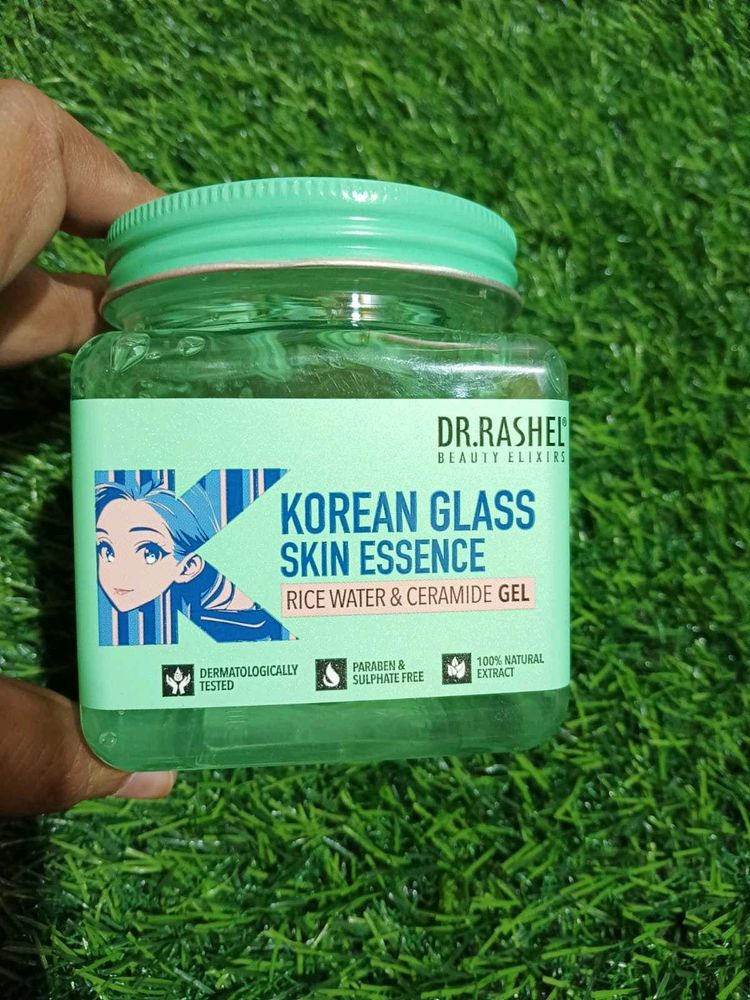 DR.RASHEL®
BEAUTY ELIXIRS
K
KOREAN GLASS
SKIN ESSENCE
RICE WATER & CERAMIDE GEL
DERMATOLOGICALLY
TESTED
PARABEN &
SULPHATE FREE
100% NATURAL
EXTRACT